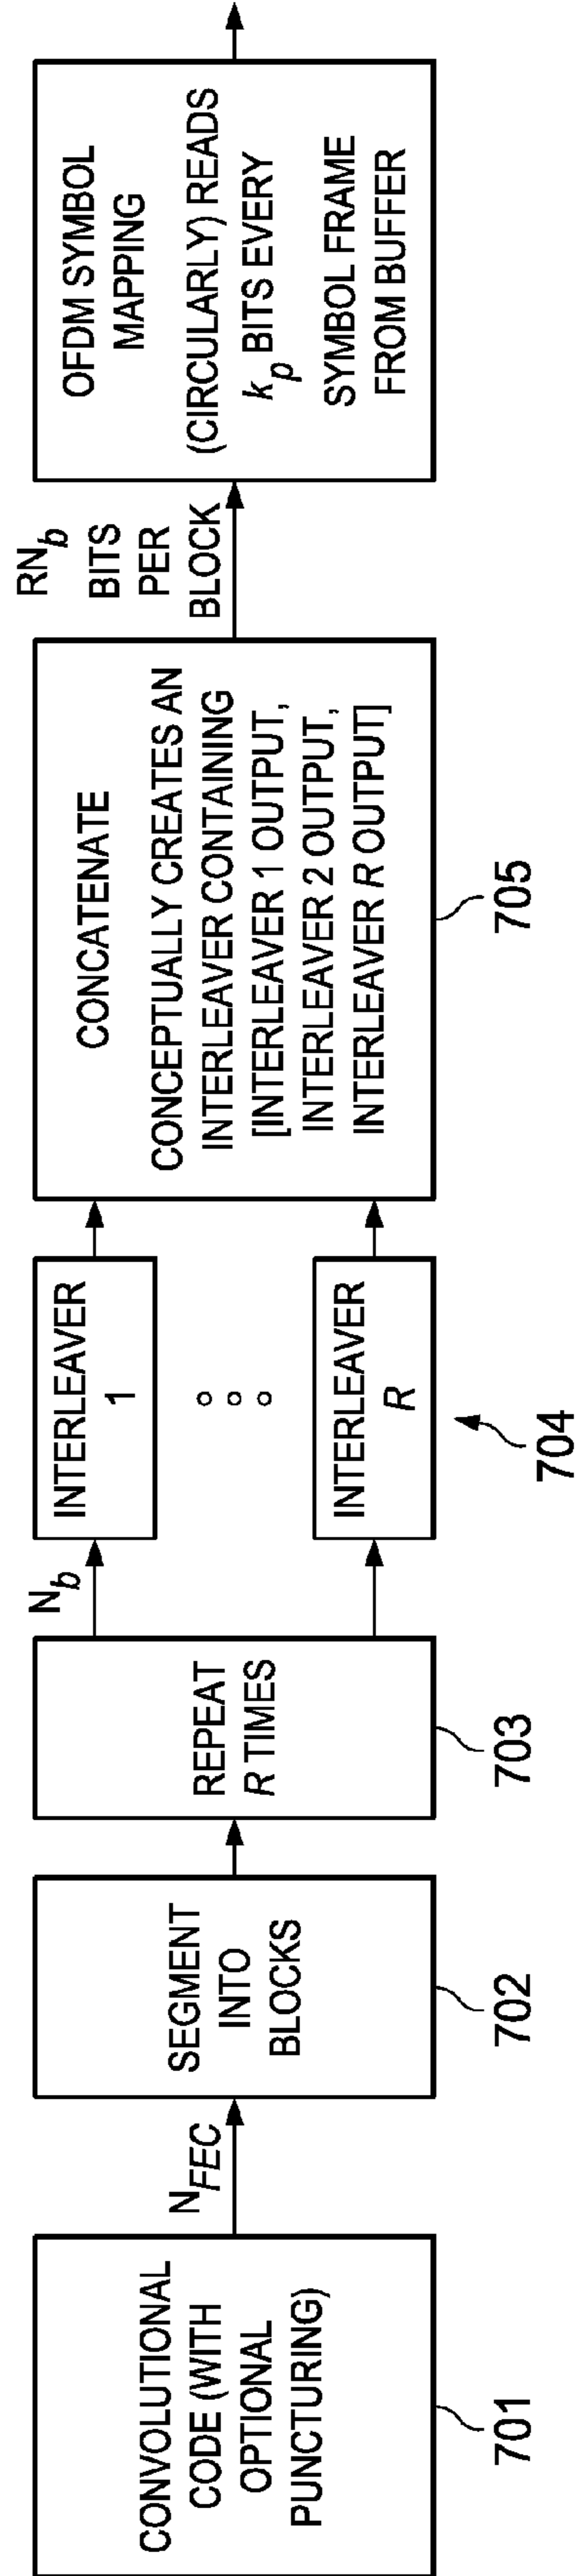 CONVOLUTIONAL
CODE (WITH
OPTIONAL
PUNCTURING)
701
N_FEC
SEGMENT
INTO
BLOCKS
702
REPEAT
R TIMES
703
N_b
INTERLEAVER
1
INTERLEAVER
R
704
CONCATENATE
CONCEPTUALLY CREATES AN
INTERLEAVER CONTAINING
[INTERLEAVER 1 OUTPUT,
INTERLEAVER 2 OUTPUT,
INTERLEAVER R OUTPUT]
705
RN_b
BITS
PER
BLOCK
OFDM SYMBOL
MAPPING
(CIRCULARLY) READS
k_p BITS EVERY
SYMBOL FRAME
FROM BUFFER